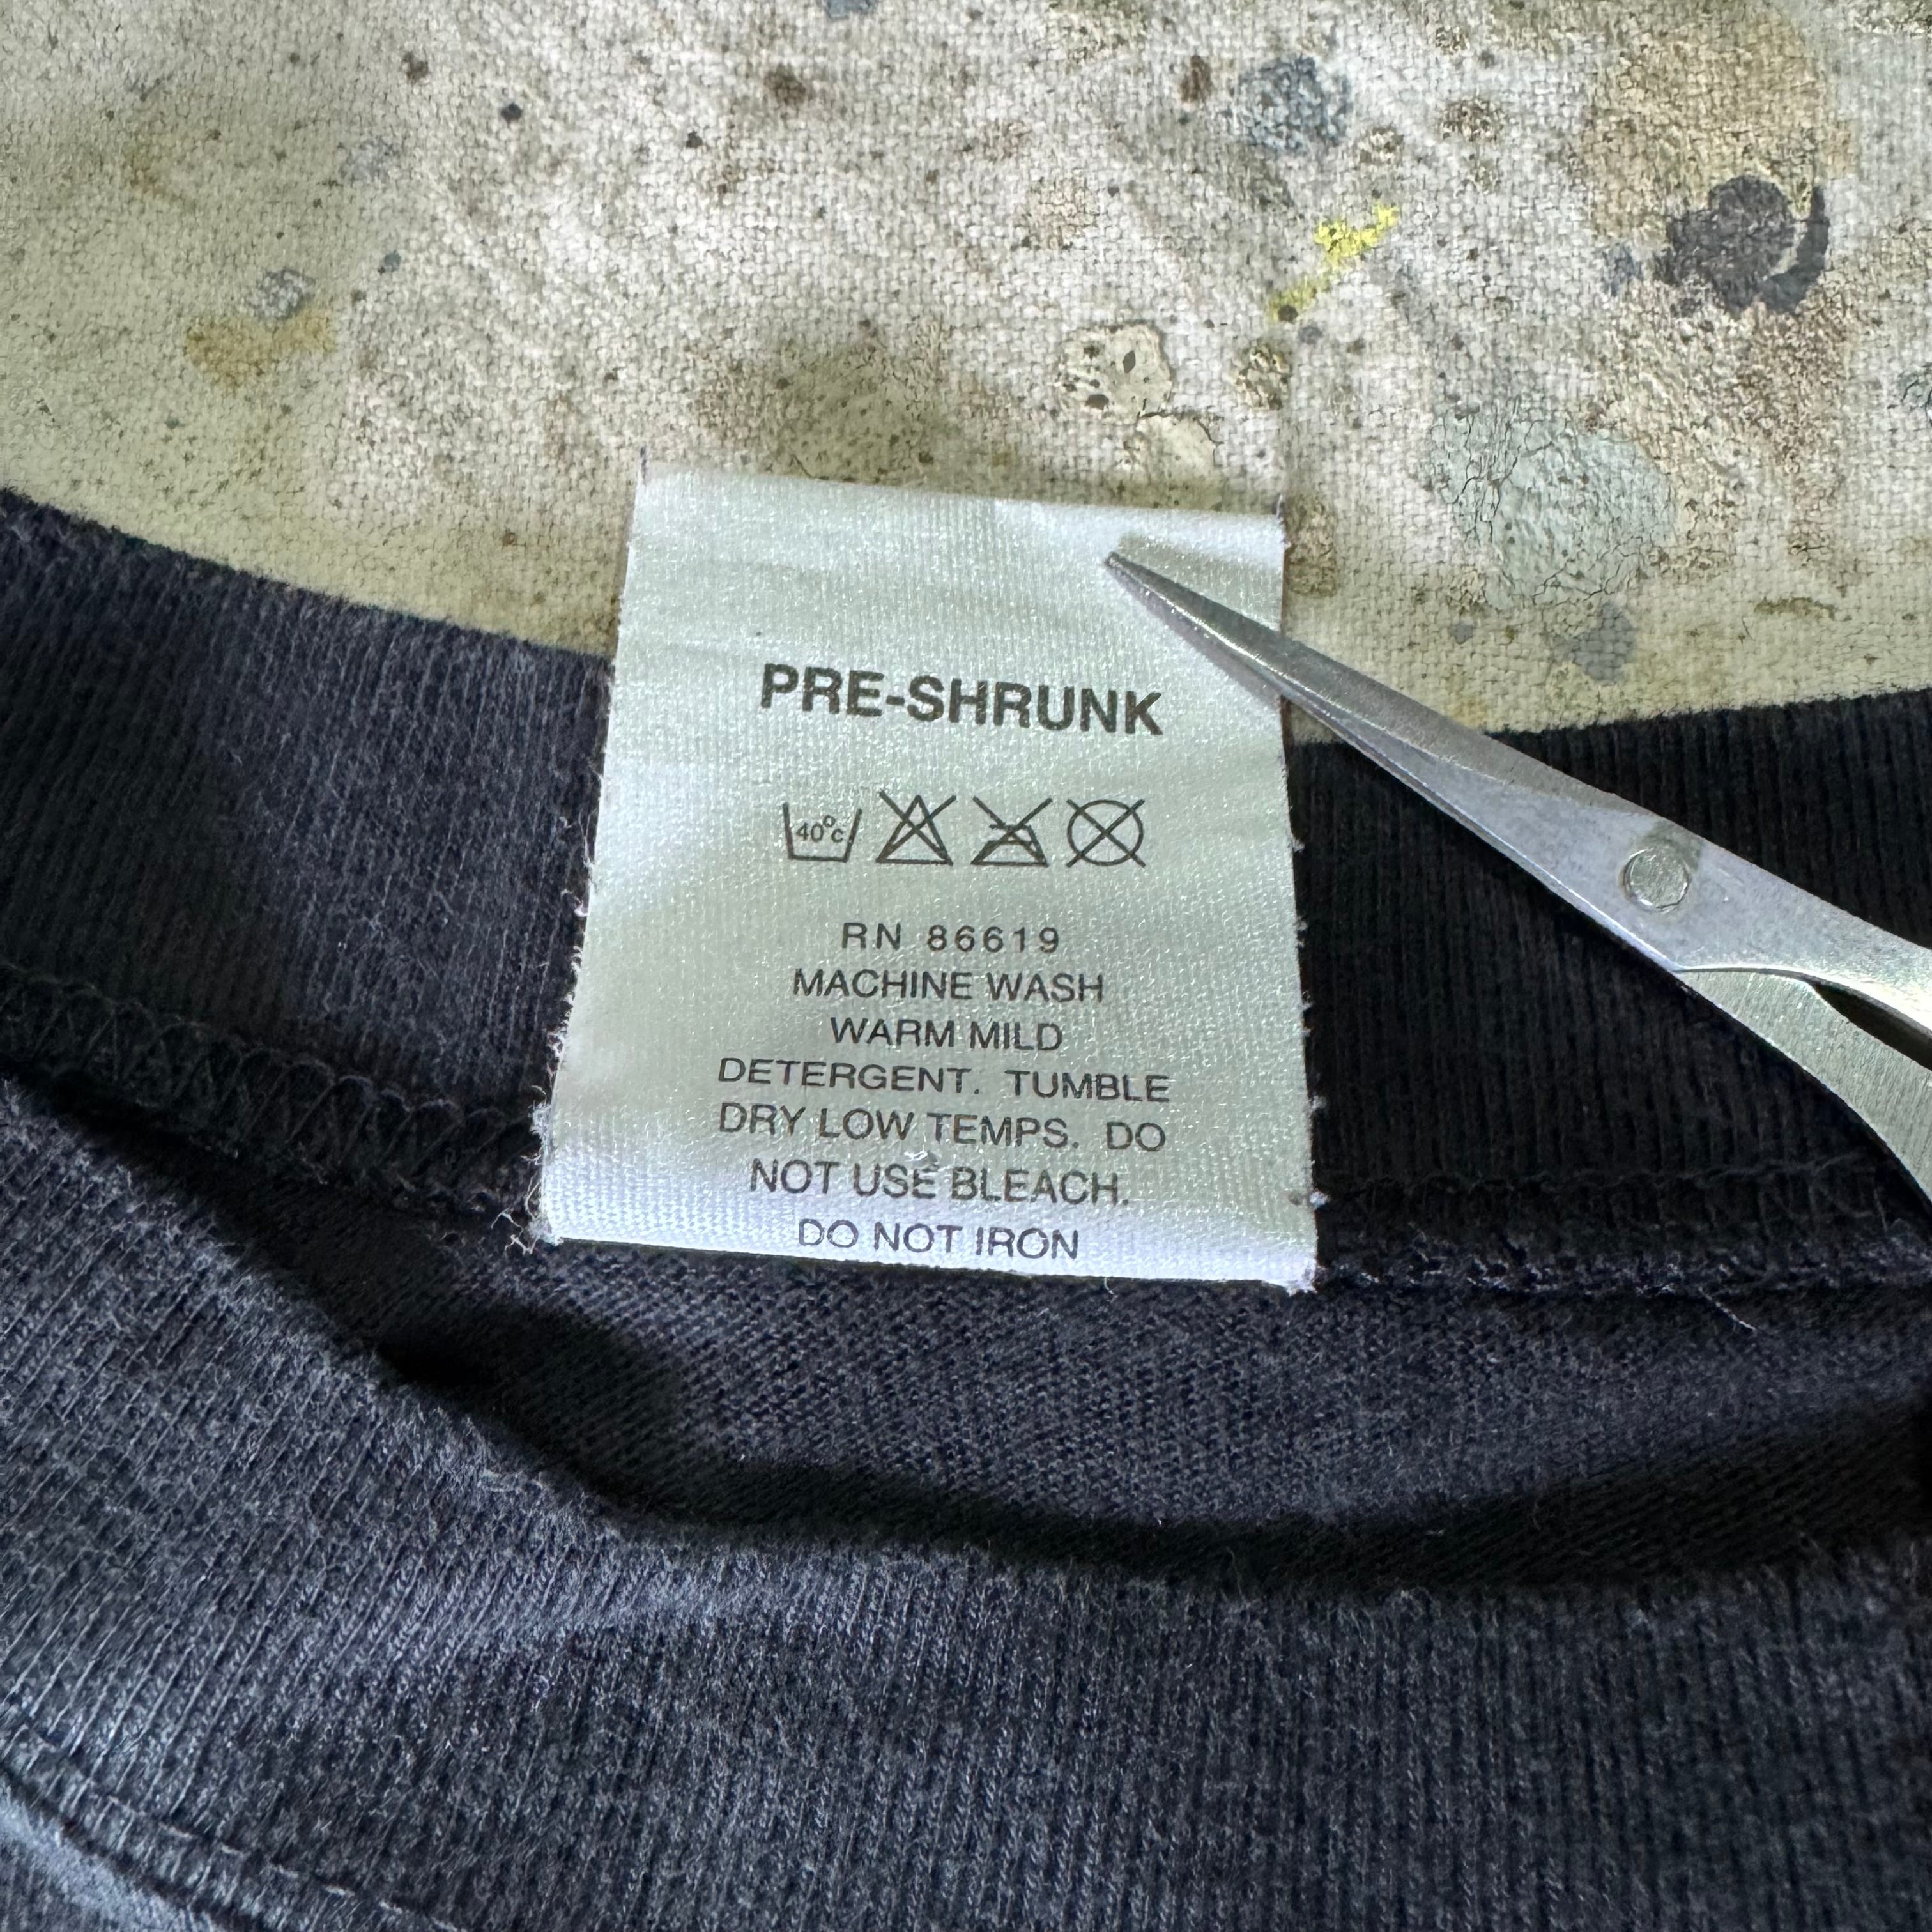 PRE-SHRUNK
40°c
RN 86619
MACHINE WASH
WARM MILD
DETERGENT. TUMBLE
DRY LOW TEMPS. DO
NOT USE BLEACH.
DO NOT IRON